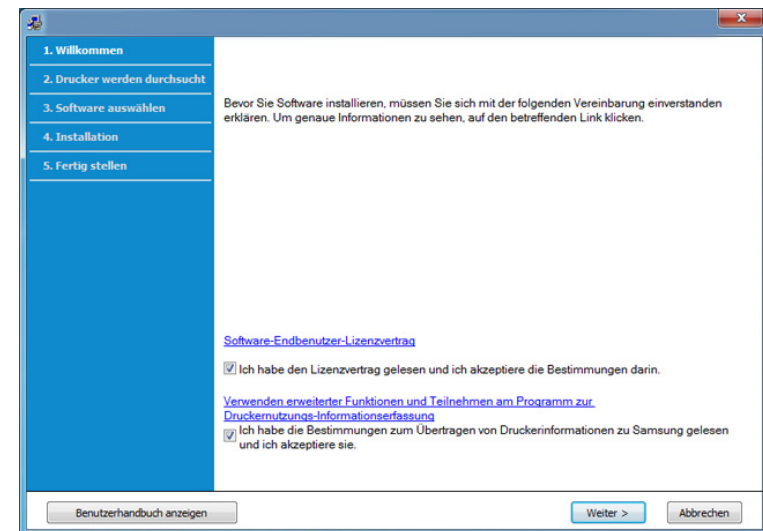 1. Willkommen
2. Drucker werden durchsucht
3. Software auswählen
4. Installation
5. Fertig stellen
Bevor Sie Software installieren, müssen Sie sich mit der folgenden Vereinbarung einverstanden
erklären. Um genaue Informationen zu sehen, auf den betreffenden Link klicken.
Software-Endbenutzer-Lizenzvertrag
Ich habe den Lizenzvertrag gelesen und ich akzeptiere die Bestimmungen darin.
Verwenden erweiterter Funktionen und Teilnehmen am Programm zur
Druckernutzungs-Informationserfassung
Ich habe die Bestimmungen zum Übertragen von Druckerinformationen zu Samsung gelesen
und ich akzeptiere sie.
Benutzerhandbuch anzeigen
Weiter >
Abbrechen